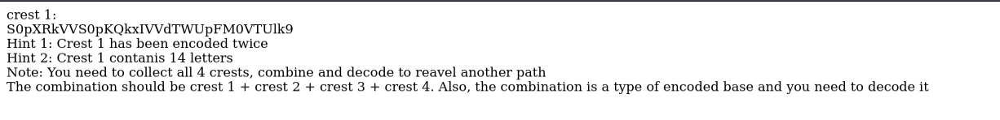 crest 1:
S0pXRkVVS0pKQkxIVVdTWUpFM0VTUlk9
Hint 1: Crest 1 has been encoded twice
Hint 2: Crest 1 contanis 14 letters
Note: You need to collect all 4 crests, combine and decode to reavel another path
The combination should be crest 1 + crest 2 + crest 3 + crest 4. Also, the combination is a type of encoded base and you need to decode it